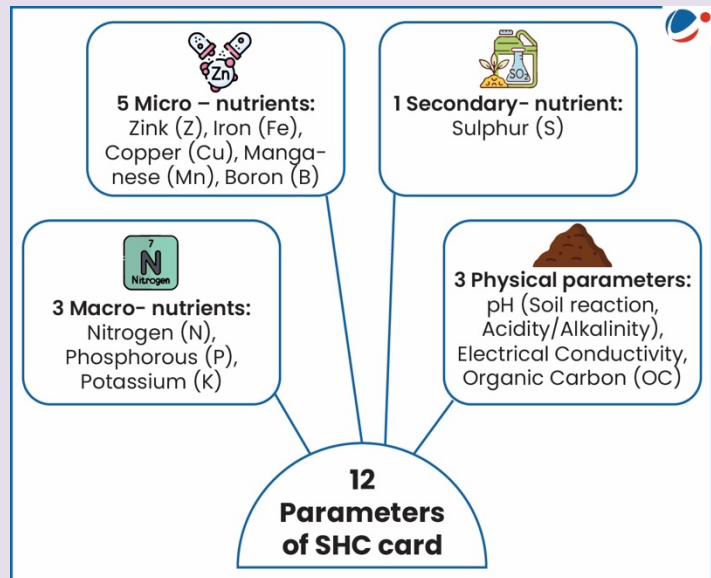 Zn
5 Micro – nutrients:
Zink (Z), Iron (Fe),
Copper (Cu), Manga-
nese (Mn), Boron (B)
SO₂
1 Secondary- nutrient:
Sulphur (S)
7
N
Nitrogen
3 Macro- nutrients:
Nitrogen (N),
Phosphorous (P),
Potassium (K)
3 Physical parameters:
pH (Soil reaction,
Acidity/Alkalinity),
Electrical Conductivity,
Organic Carbon (OC)
12
Parameters
of SHC card